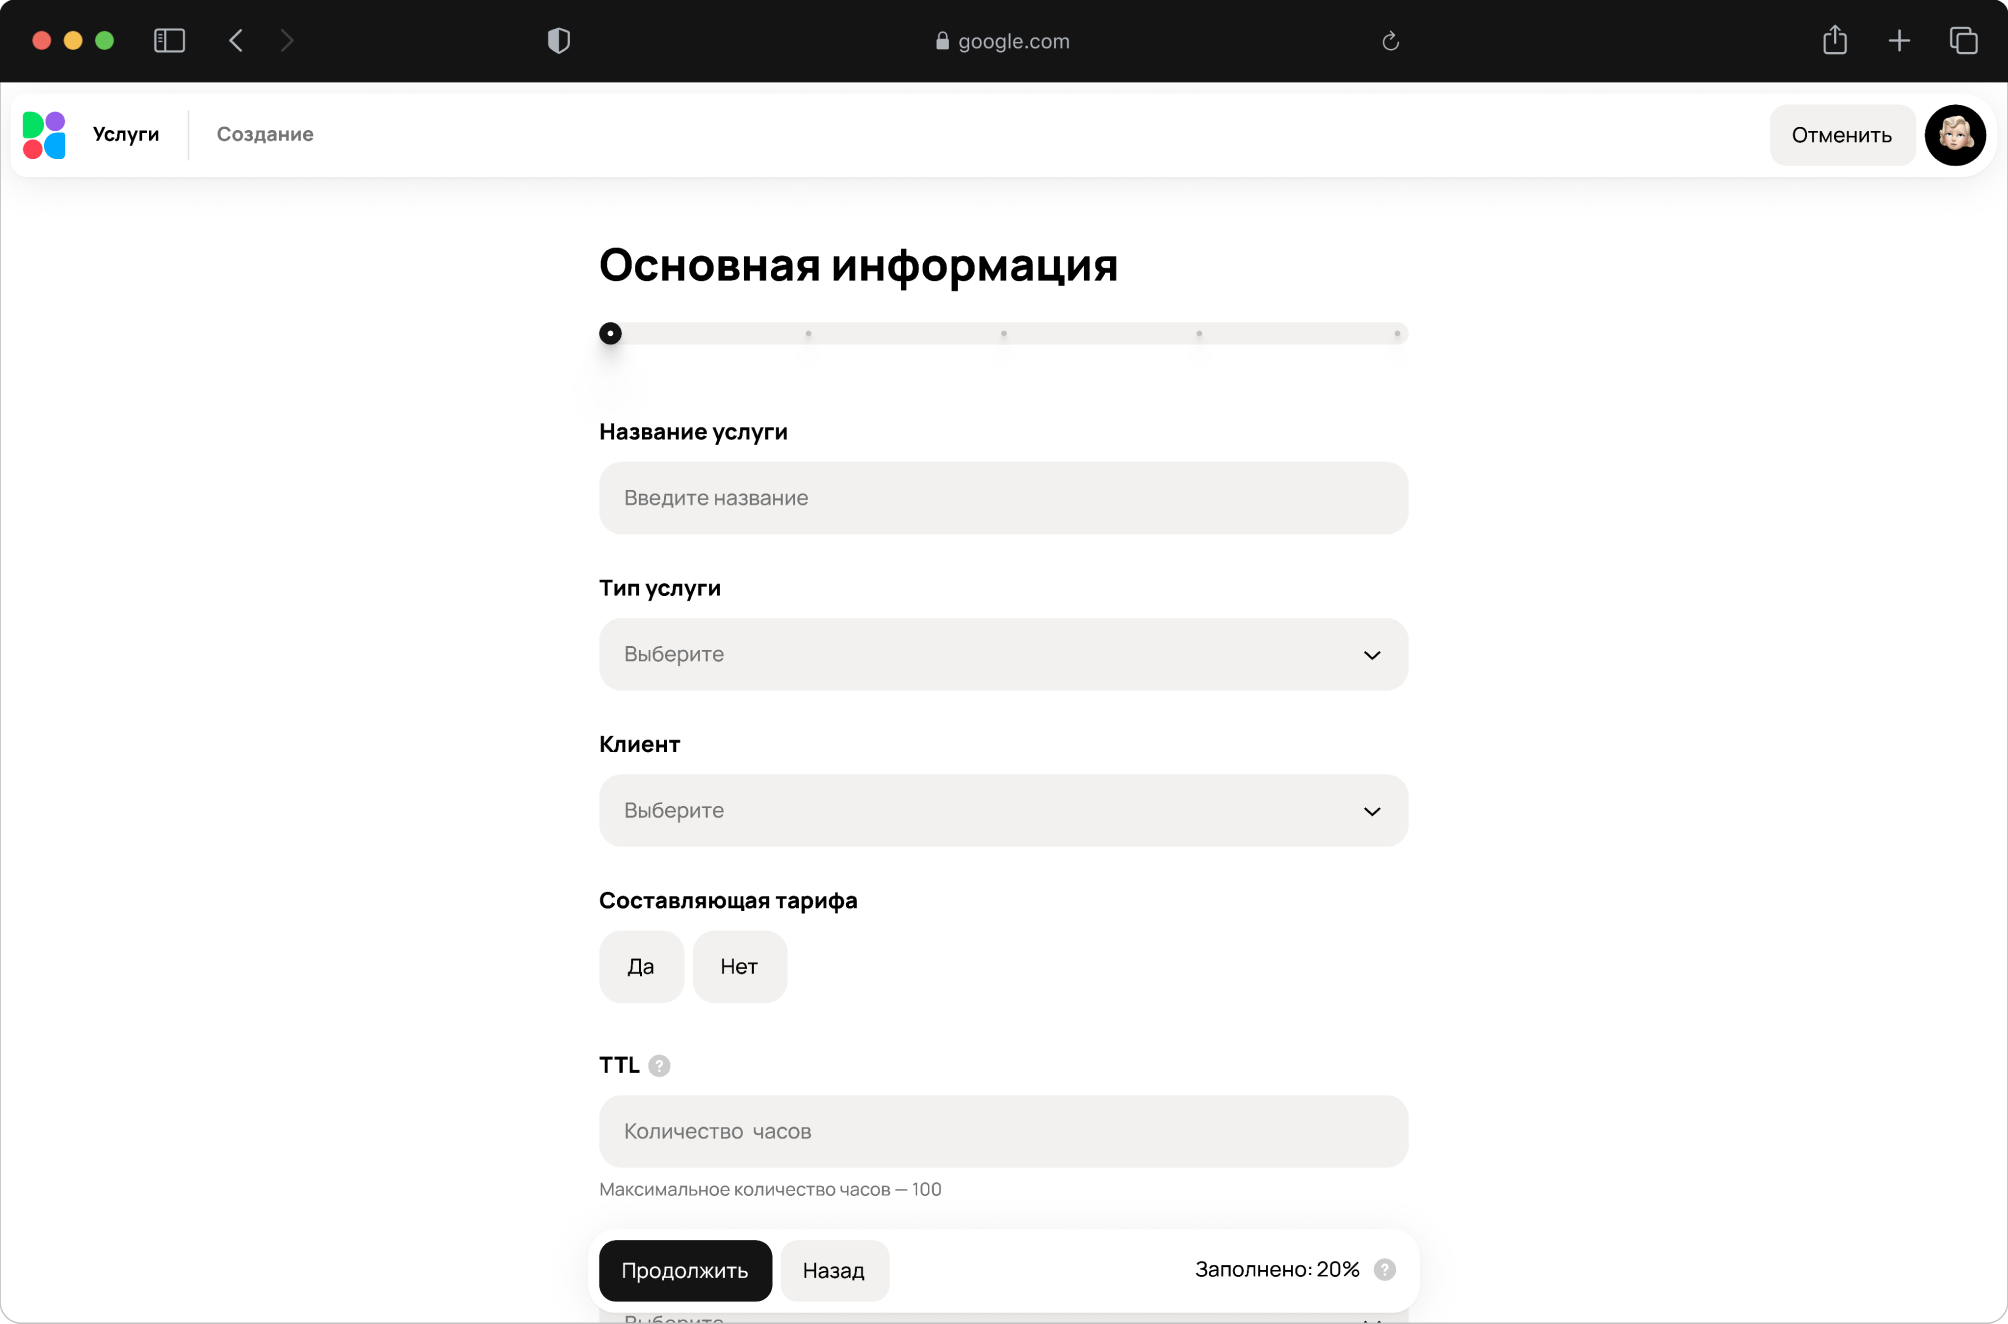 google.com
Услуги
Создание
Отменить
Основная информация
Название услуги
Введите название
Тип услуги
Выберите
Клиент
Выберите
Составляющая тарифа
Да
Нет
TTL ?
Количество часов
Максимальное количество часов — 100
Продолжить
Назад
Заполнено: 20% ?
Выберите